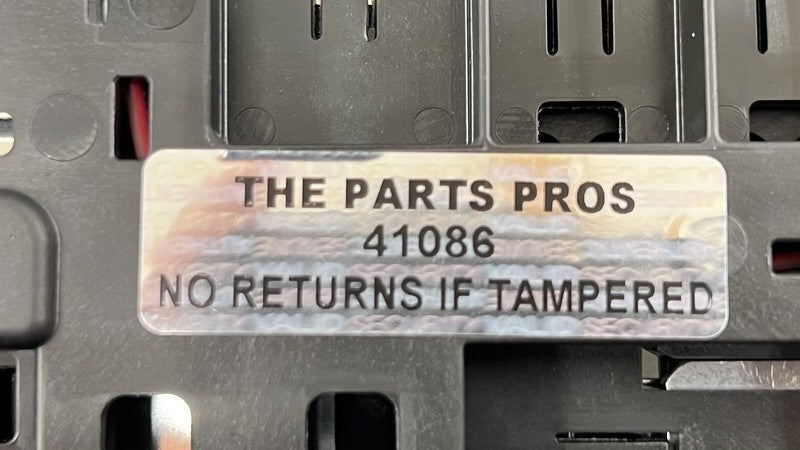 THE PARTS PROS
41086
NO RETURNS IF TAMPERED